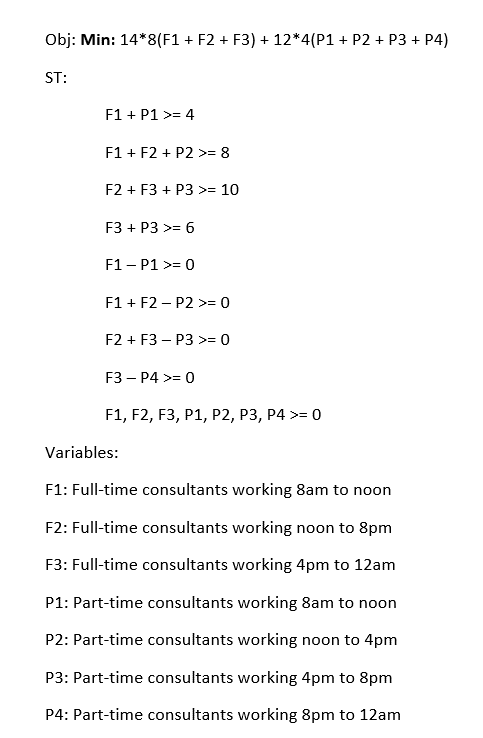 Obj: Min: 14*8(F1 + F2 + F3) + 12*4(P1 + P2 + P3 + P4)
ST:
F1 + P1 >= 4
F1 + F2 + P2 >= 8
F2 + F3 + P3 >= 10
F3 + P3 >= 6
F1 – P1 >= 0
F1 + F2 – P2 >= 0
F2 + F3 – P3 >= 0
F3 – P4 >= 0
F1, F2, F3, P1, P2, P3, P4 >= 0
Variables:
F1: Full-time consultants working 8am to noon
F2: Full-time consultants working noon to 8pm
F3: Full-time consultants working 4pm to 12am
P1: Part-time consultants working 8am to noon
P2: Part-time consultants working noon to 4pm
P3: Part-time consultants working 4pm to 8pm
P4: Part-time consultants working 8pm to 12am